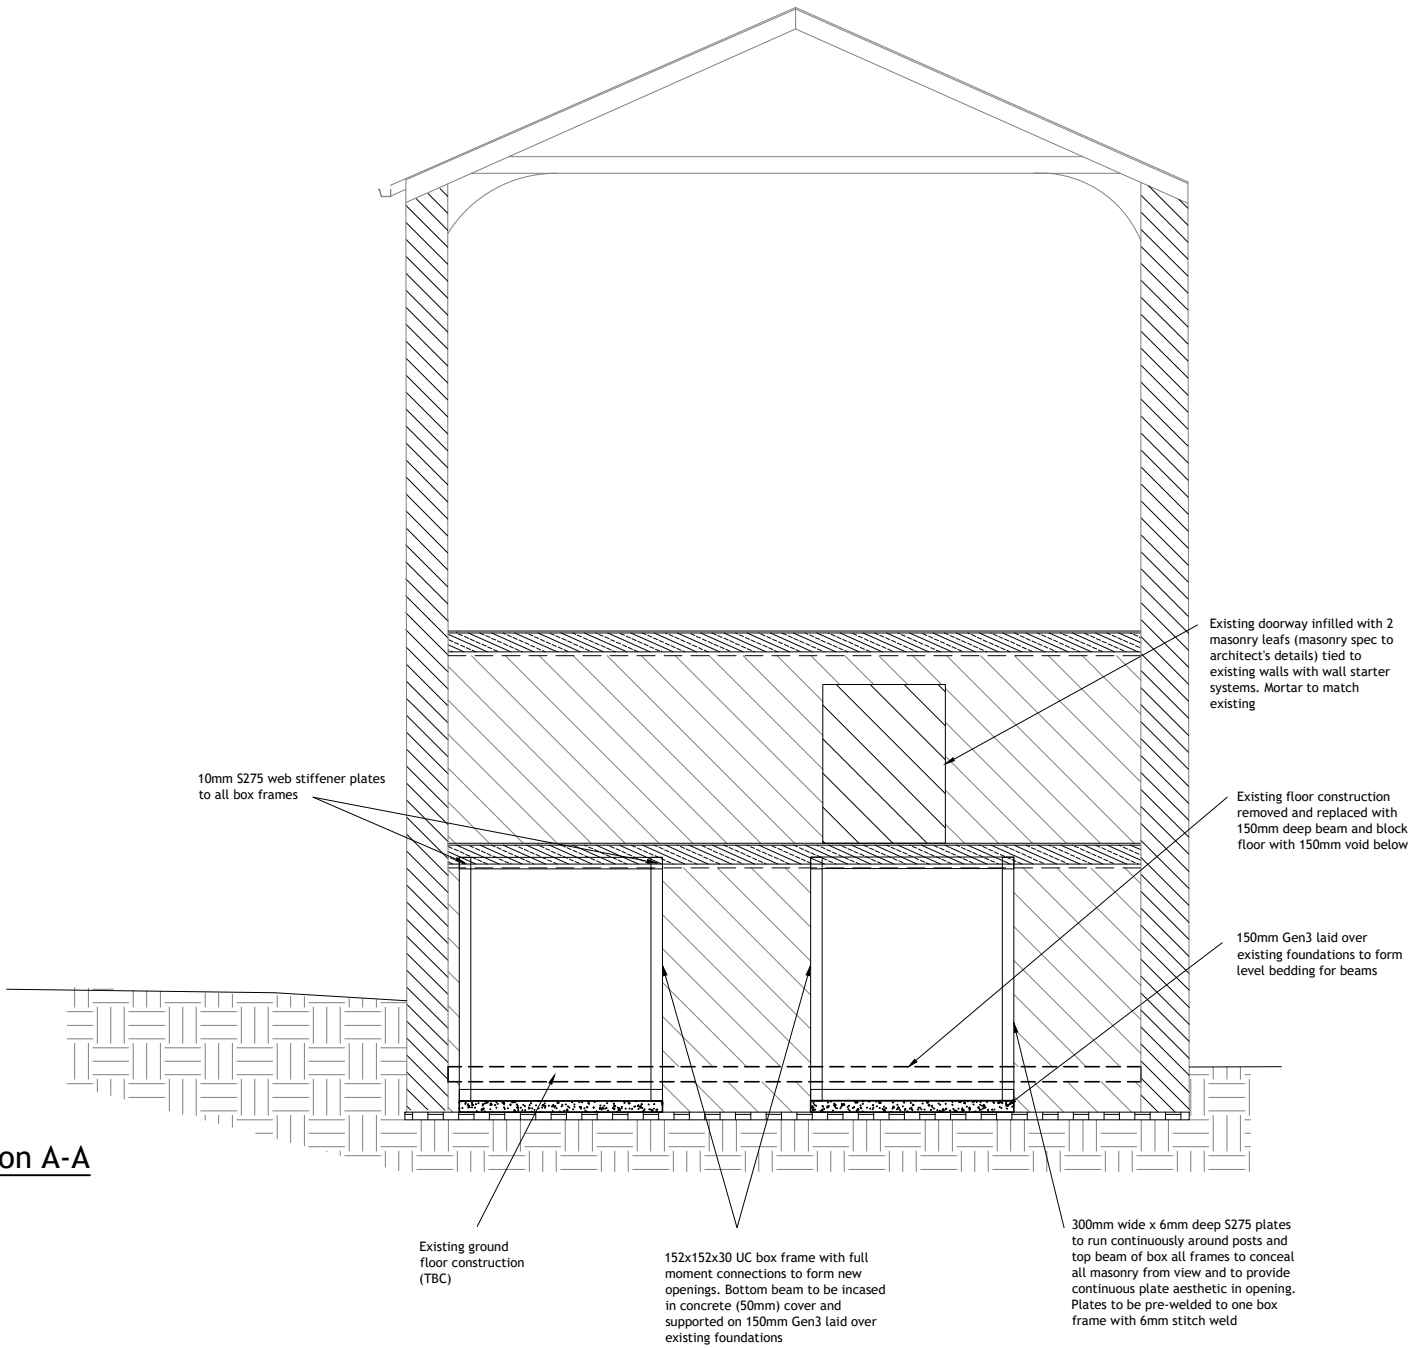 Existing doorway infilled with 2
masonry leafs (masonry spec to
architect's details) tied to
existing walls with wall starter
systems. Mortar to match
existing
10mm S275 web stiffener plates
to all box frames
Existing floor construction
removed and replaced with
150mm deep beam and block
floor with 150mm void below
150mm Gen3 laid over
existing foundations to form
level bedding for beams
on A-A
Existing ground
floor construction
(TBC)
152x152x30 UC box frame with full
moment connections to form new
openings. Bottom beam to be incased
in concrete (50mm) cover and
supported on 150mm Gen3 laid over
existing foundations
300mm wide x 6mm deep S275 plates
to run continuously around posts and
top beam of box all frames to conceal
all masonry from view and to provide
continuous plate aesthetic in opening.
Plates to be pre-welded to one box
frame with 6mm stitch weld